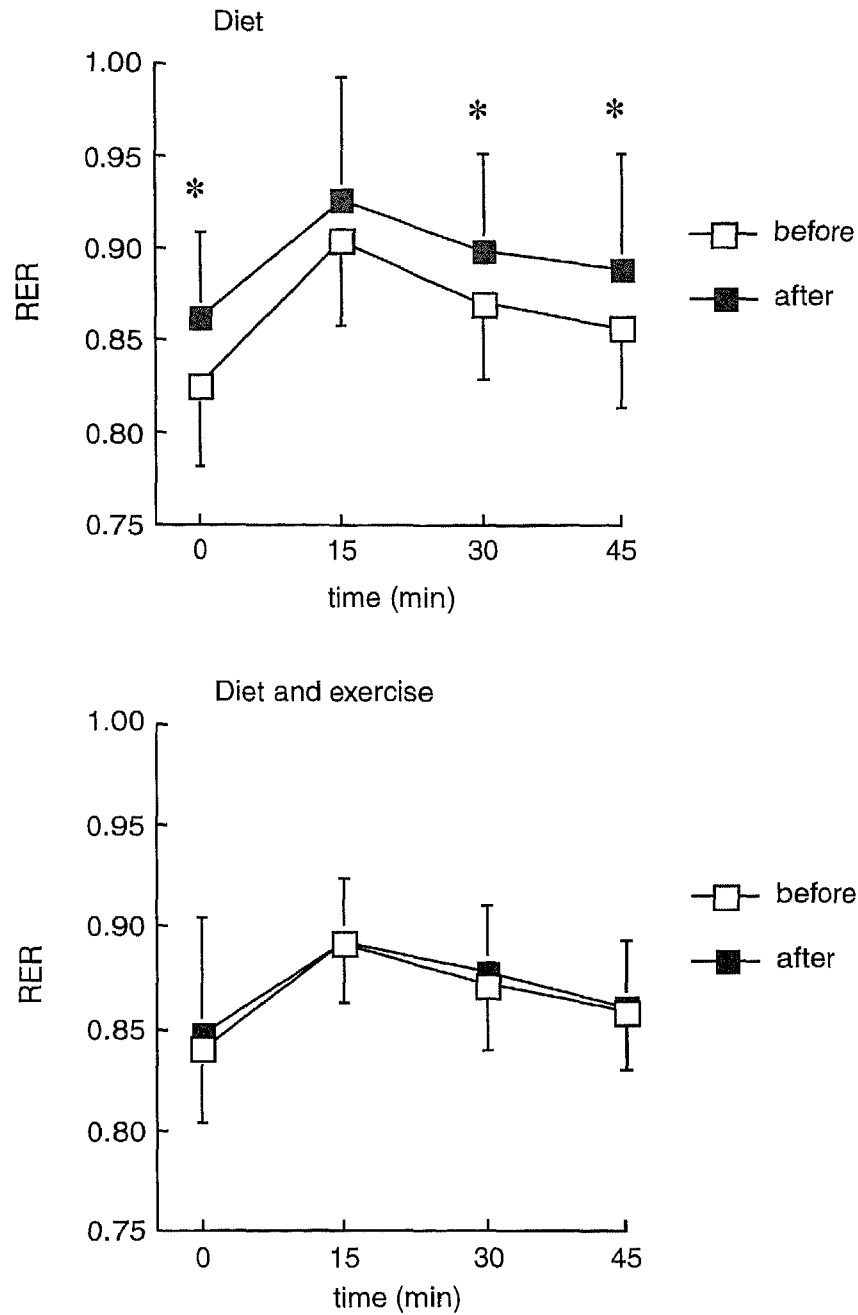 Diet
1.00
0.95
0.90
0.85
0.80
0.75
RER
* * *
0 15 30 45
time (min)
before
after
Diet and exercise
1.00
0.95
0.90
0.85
0.80
0.75
RER
0 15 30 45
time (min)
before
after